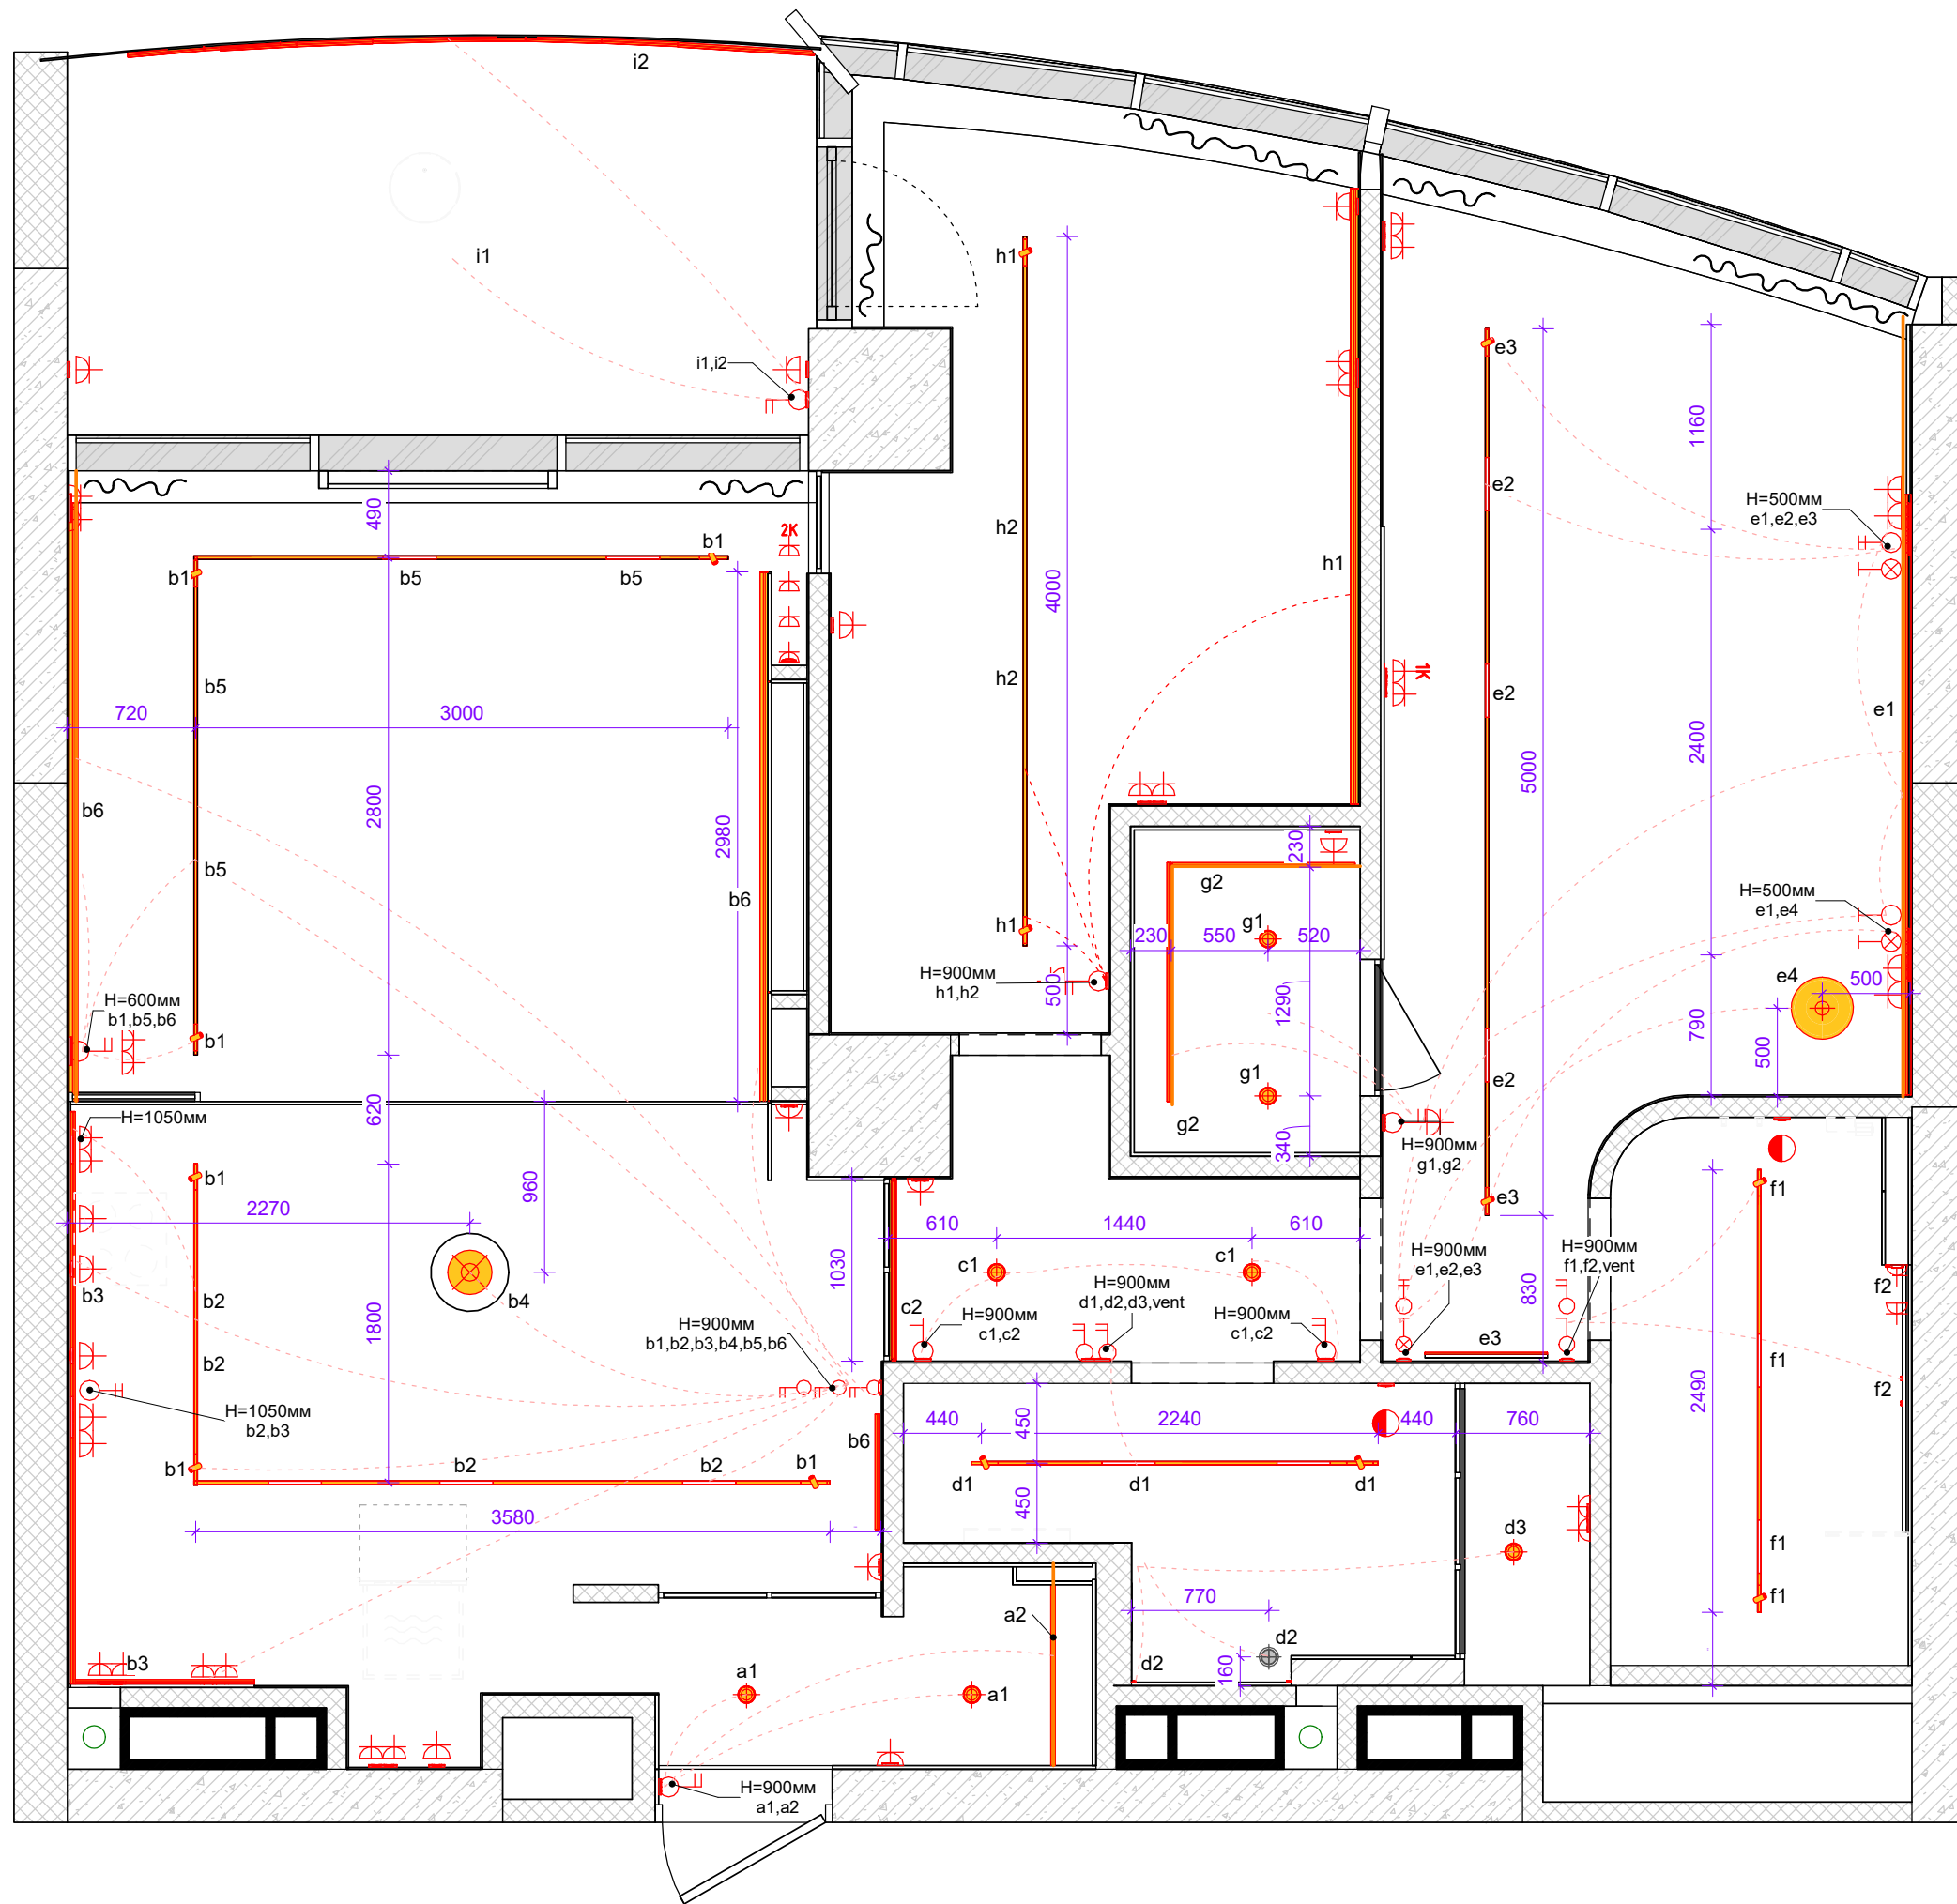 i2
i1
i1,i2
h1
e3
1160
H=500мм
e1,e2,e3
490
2K
b1
b1
b5
b5
h2
e2
h1
4000
b5
720
3000
h2
1K
e2
e1
2400
5000
b6
2800
2980
b5
b6
230
g2
H=500мм
e1,e4
h1
g1
230
550
520
H=900мм
h1,h2
500
1290
e4
500
H=600мм
b1,b5,b6
b1
790
500
g1
e2
H=1050мм
620
g2
340
H=900мм
g1,g2
b1
960
2270
f1
e3
610
1440
610
1030
c1
c1
H=900мм
e1,e2,e3
H=900мм
f1,f2,vent
830
b3
b2
b4
H=900мм
d1,d2,d3,vent
f2
c2
H=900мм
c1,c2
H=900мм
c1,c2
1800
H=900мм
b1,b2,b3,b4,b5,b6
e3
b2
f1
f2
2490
H=1050мм
b2,b3
440
450
2240
440
760
b6
b1
b2
b2
b1
d1
d1
d1
450
3580
d3
f1
770
f1
a2
d2
b3
d2
160
a1
a1
H=900мм
a1,a2